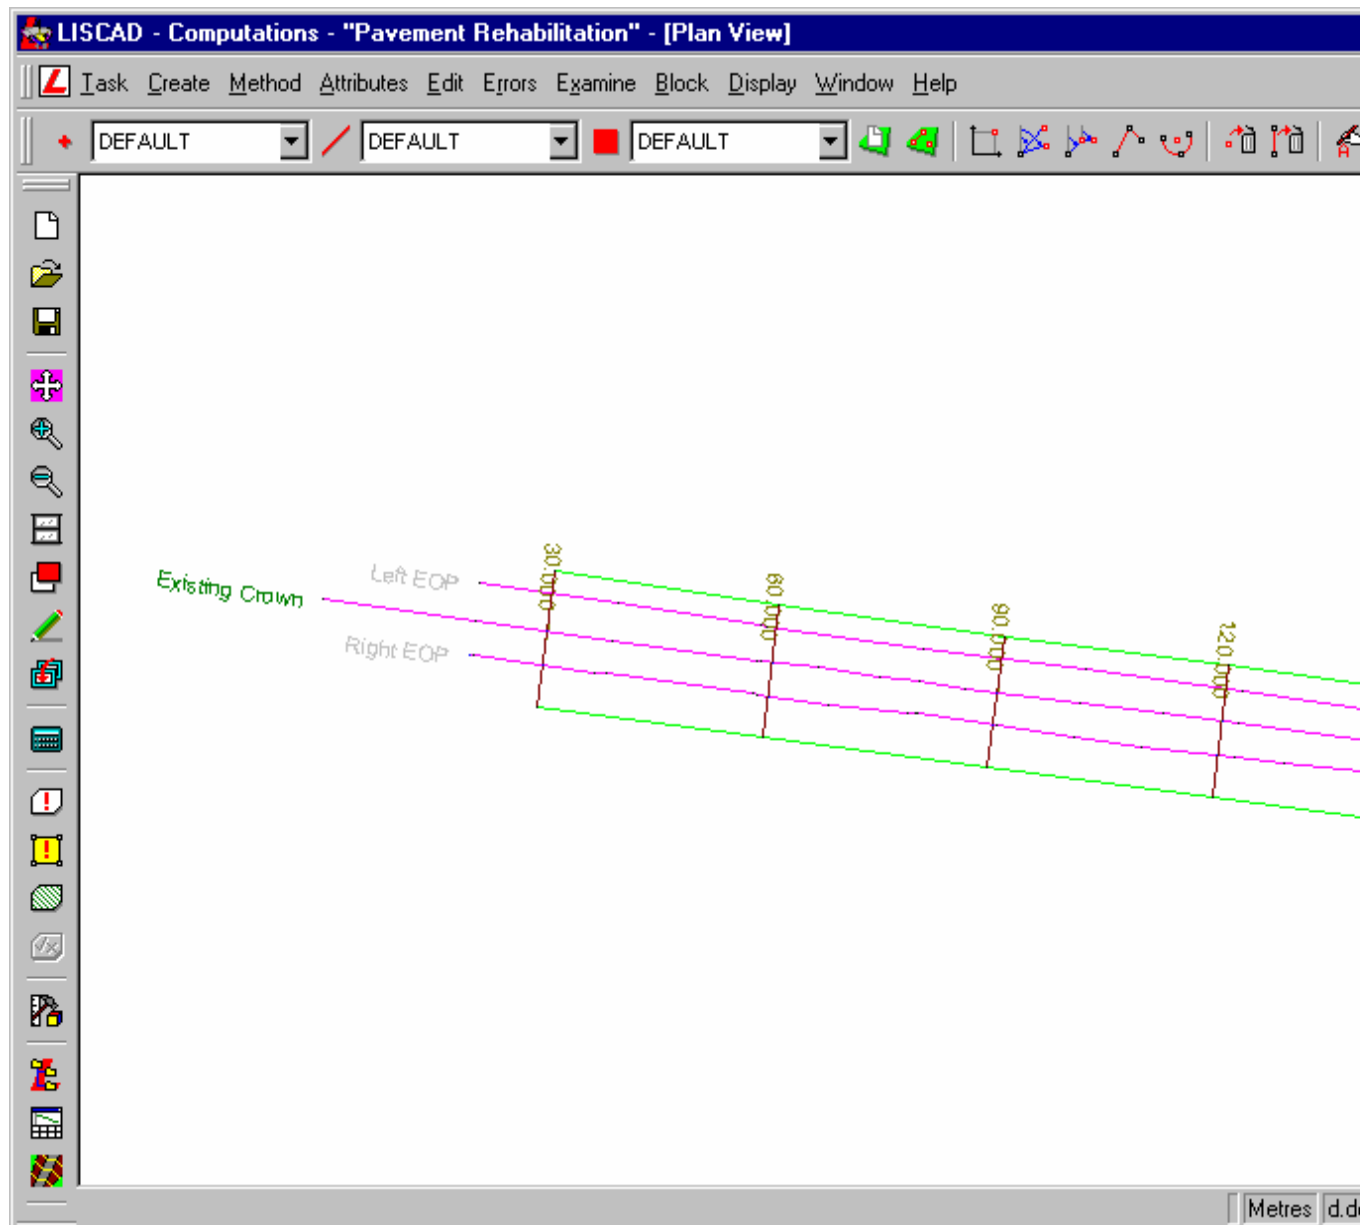 LISCAD - Computations - "Pavement Rehabilitation" - [Plan View]
Task Create Method Attributes Edit Errors Examine Block Display Window Help
DEFAULT DEFAULT DEFAULT
Existing Crown
Left EOP
Right EOP
30.000
60.000
90.000
120.000
Metres d.d